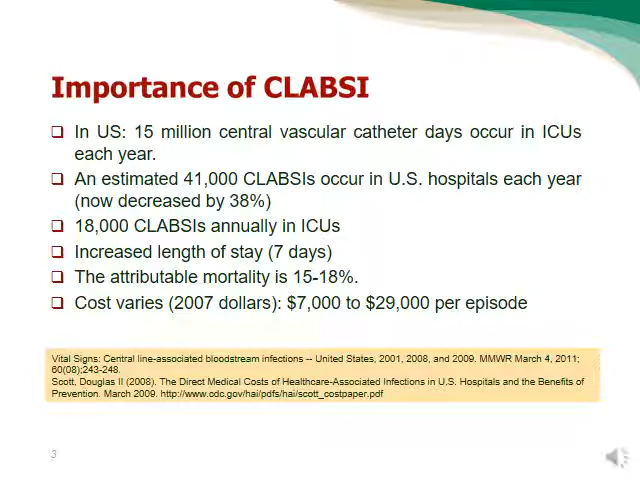 Importance of CLABSI
❑ In US: 15 million central vascular catheter days occur in ICUs
each year.
❑ An estimated 41,000 CLABSIs occur in U.S. hospitals each year
(now decreased by 38%)
❑ 18,000 CLABSIs annually in ICUs
❑ Increased length of stay (7 days)
❑ The attributable mortality is 15-18%.
❑ Cost varies (2007 dollars): $7,000 to $29,000 per episode
Vital Signs: Central line-associated bloodstream infections -- United States, 2001, 2008, and 2009. MMWR March 4, 2011;
60(08);243-248.
Scott, Douglas II (2008). The Direct Medical Costs of Healthcare-Associated Infections in U.S. Hospitals and the Benefits of
Prevention. March 2009. http://www.cdc.gov/hai/pdfs/hai/scott_costpaper.pdf
3